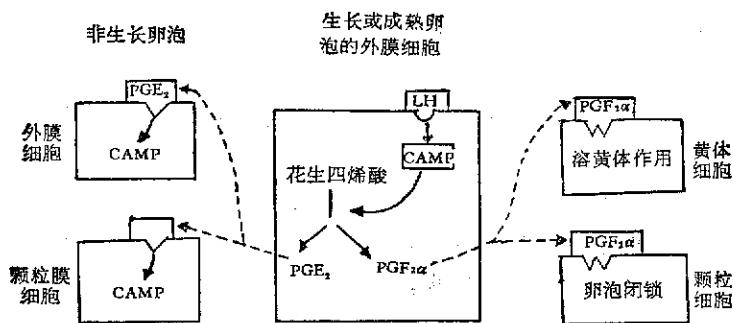 非生长卵泡
生长或成熟卵
泡的外膜细胞
PGE₂
外膜
细胞
CAMP
颗粒膜
细胞
CAMP
LH
CAMP
花生四烯酸
PGE₂
PGF₂α
PGF₂α
溶黄体作用
黄体
细胞
PGF₂α
卵泡闭锁
颗粒
细胞